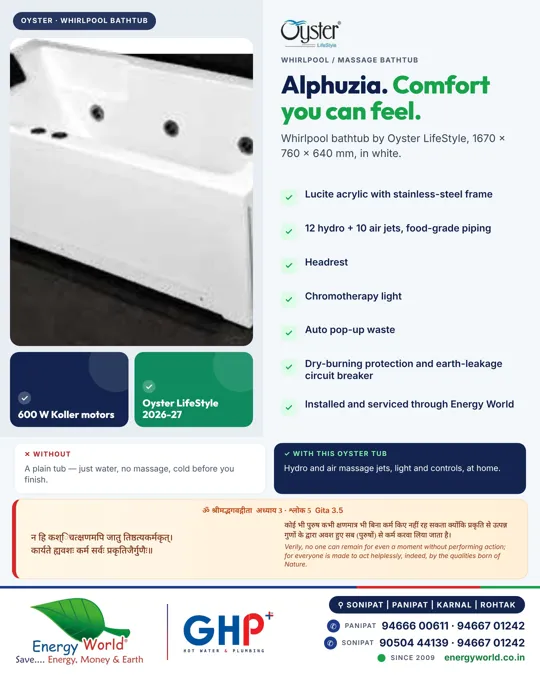 OYSTER · WHIRLPOOL BATHTUB
Oyster®
LifeStyle
WHIRLPOOL / MASSAGE BATHTUB
Alphuzia. Comfort
you can feel.
Whirlpool bathtub by Oyster LifeStyle, 1670 ×
760 × 640 mm, in white.
Lucite acrylic with stainless-steel frame
12 hydro + 10 air jets, food-grade piping
Headrest
Chromotherapy light
Auto pop-up waste
Dry-burning protection and earth-leakage
circuit breaker
Installed and serviced through Energy World
600 W Koller motors
Oyster LifeStyle
2026-27
× WITHOUT
A plain tub — just water, no massage, cold before you
finish.
✓ WITH THIS OYSTER TUB
Hydro and air massage jets, light and controls, at home.
ॐ श्रीमद्भगवद्गीता अध्याय 3 · श्लोक 5 Gita 3.5
न हि कश्िचत्क्षणमपि जातु तिष्ठत्यकर्मकृत्।
कार्यते ह्यवशः कर्म सर्वः प्रकृतिजैर्गुणैः॥
कोई भी पुरुष कभी क्षणमात्र भी बिना कर्म किए नहीं रह सकता क्योंकि प्रकृति से उत्पन्न
गुणों के द्वारा अवश हुए सब (पुरुषों) से कर्म करवा लिया जाता है।
Verily, no one can remain for even a moment without performing action;
for everyone is made to act helplessly, indeed, by the qualities born of
Nature.
Energy World®
Save.... Energy, Money & Earth
GHP+
HOT WATER & PLUMBING
SONIPAT | PANIPAT | KARNAL | ROHTAK
PANIPAT 94666 00611 · 94667 01242
SONIPAT 90504 44139 · 94667 01242
SINCE 2009 energyworld.co.in